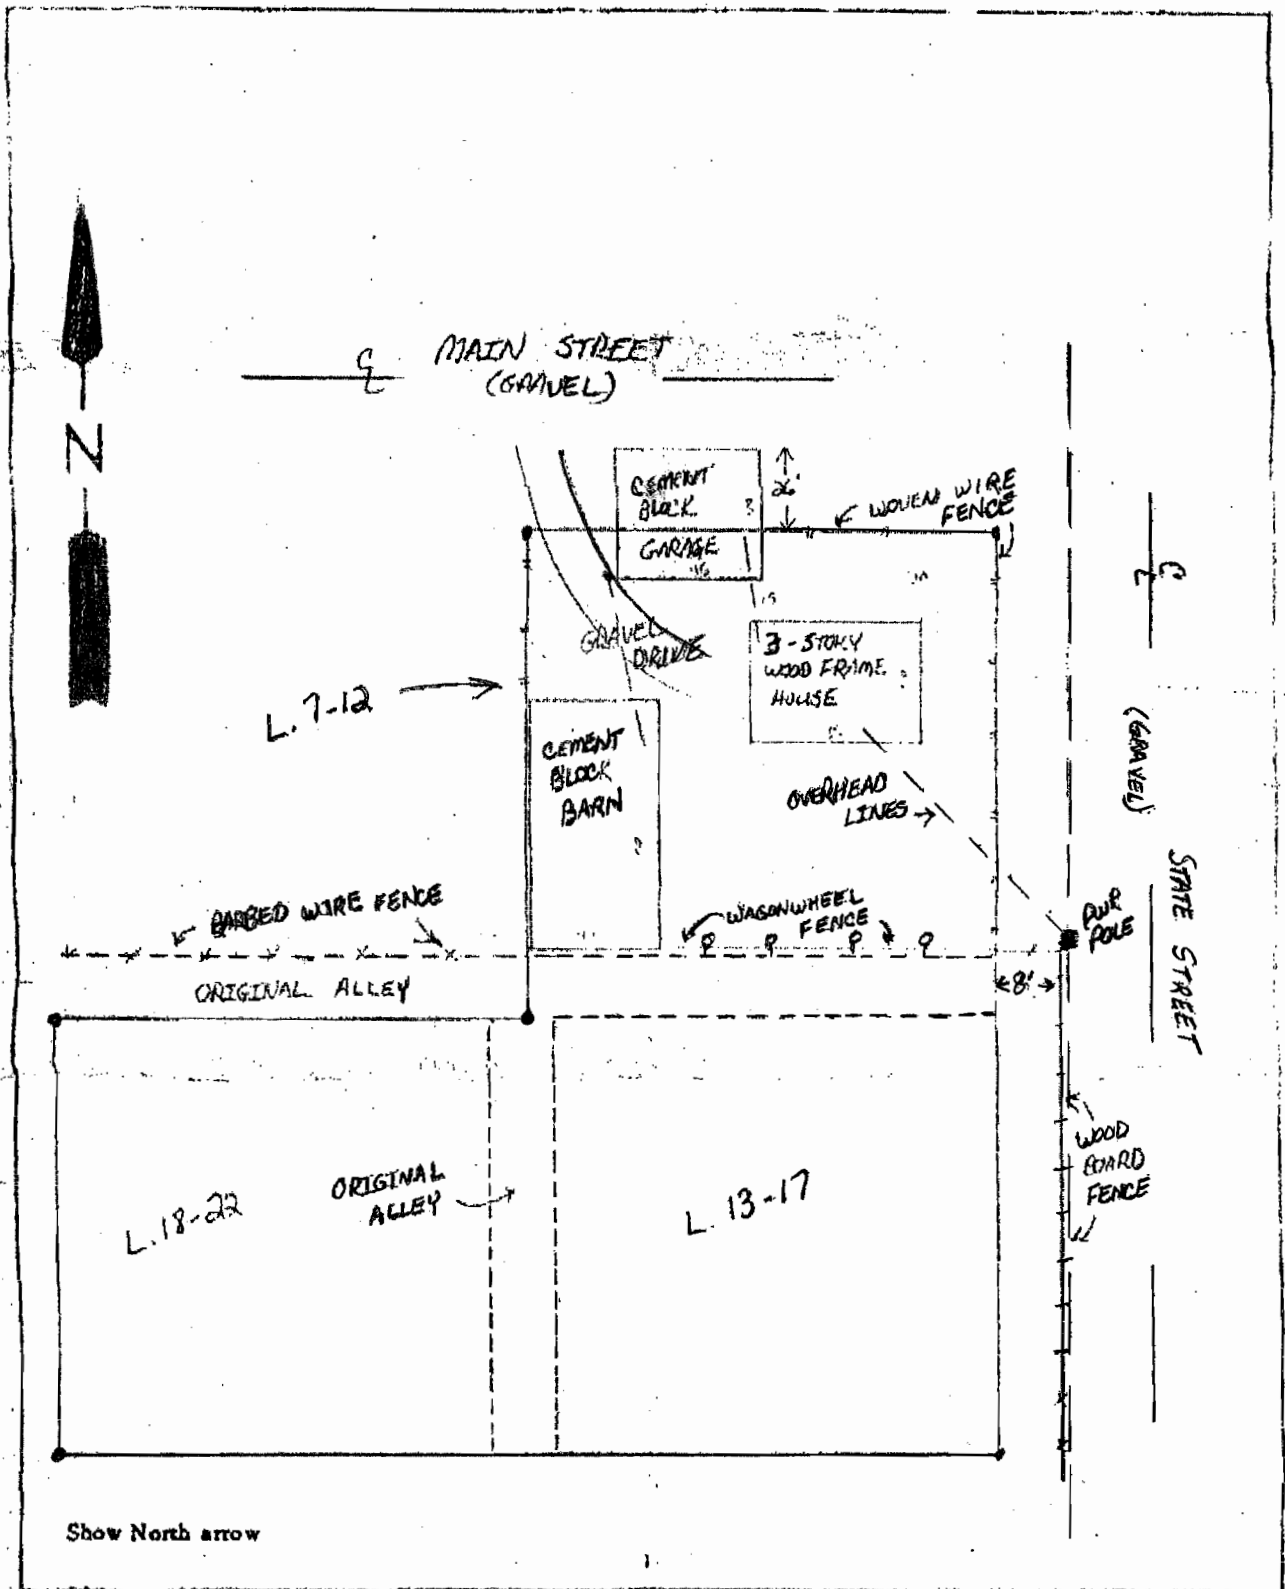 N
℄ MAIN STREET
(GRAVEL)
CEMENT
BLOCK
GARAGE
26'
WOVEN WIRE
FENCE
℄
GRAVEL
DRIVE
3-STORY
WOOD FRAME
HOUSE
L. 7-12
(GRAVEL)
CEMENT
BLOCK
BARN
OVERHEAD
LINES
STATE STREET
BARBED WIRE FENCE
WAGONWHEEL
FENCE
PWR
POLE
ORIGINAL ALLEY
8'
WOOD
BOARD
FENCE
ORIGINAL
ALLEY
L. 18-22
L. 13-17
Show North arrow